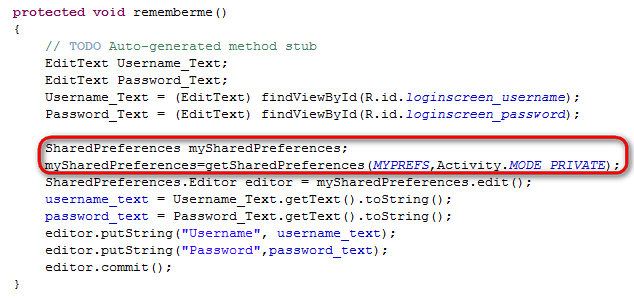 protected void rememberme()
{
// TODO Auto-generated method stub
EditText Username_Text;
EditText Password_Text;
Username_Text = (EditText) findViewById(R.id.loginscreen_username);
Password_Text = (EditText) findViewById(R.id.loginscreen_password);
SharedPreferences mySharedPreferences;
mySharedPreferences=getSharedPreferences(MYPREFS,Activity.MODE_PRIVATE);
SharedPreferences.Editor editor = mySharedPreferences.edit();
username_text = Username_Text.getText().toString();
password_text = Password_Text.getText().toString();
editor.putString("Username", username_text);
editor.putString("Password",password_text);
editor.commit();
}